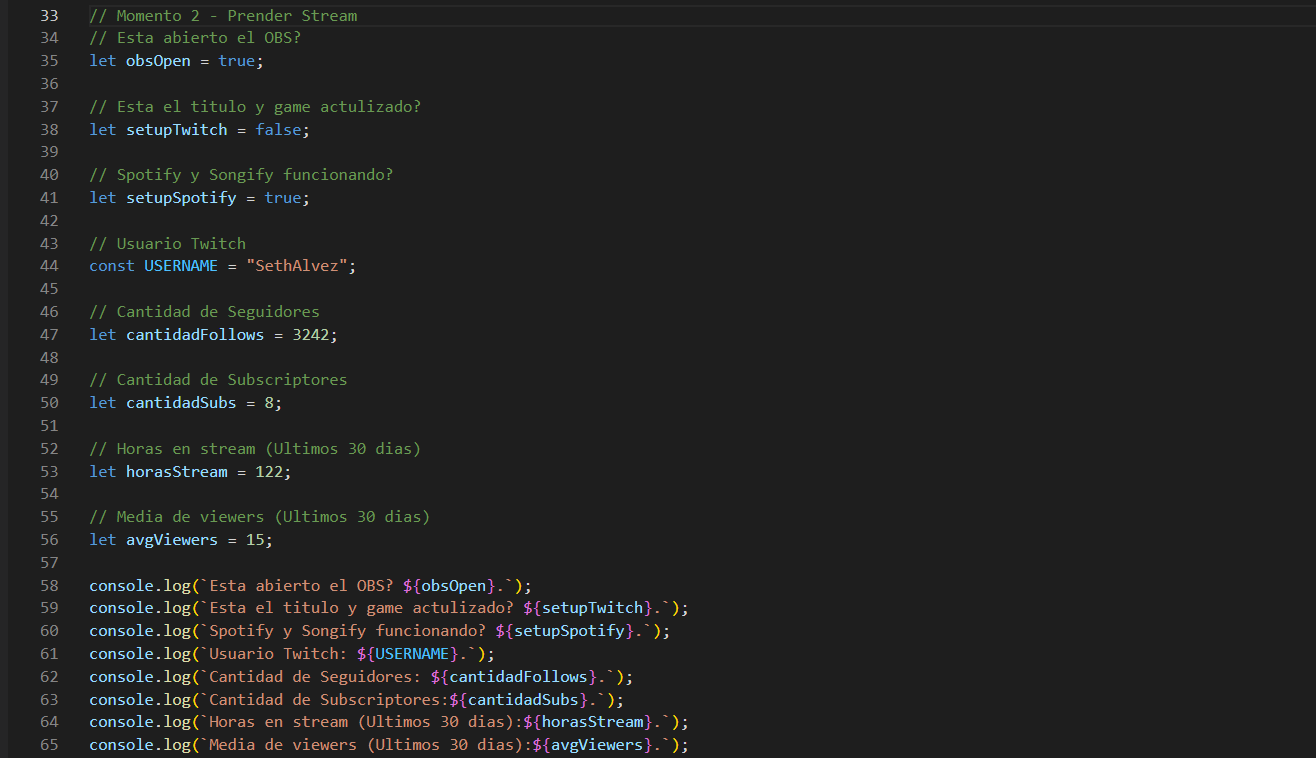 33 // Momento 2 - Prender Stream
34 // Esta abierto el OBS?
35 let obsOpen = true;
36
37 // Esta el titulo y game actulizado?
38 let setupTwitch = false;
39
40 // Spotify y Songify funcionando?
41 let setupSpotify = true;
42
43 // Usuario Twitch
44 const USERNAME = "SethAlvez";
45
46 // Cantidad de Seguidores
47 let cantidadFollows = 3242;
48
49 // Cantidad de Subscriptores
50 let cantidadSubs = 8;
51
52 // Horas en stream (Ultimos 30 dias)
53 let horasStream = 122;
54
55 // Media de viewers (Ultimos 30 dias)
56 let avgViewers = 15;
57
58 console.log(`Esta abierto el OBS? ${obsOpen}.`);
59 console.log(`Esta el titulo y game actulizado? ${setupTwitch}.`);
60 console.log(`Spotify y Songify funcionando? ${setupSpotify}.`);
61 console.log(`Usuario Twitch: ${USERNAME}.`);
62 console.log(`Cantidad de Seguidores: ${cantidadFollows}.`);
63 console.log(`Cantidad de Subscriptores:${cantidadSubs}.`);
64 console.log(`Horas en stream (Ultimos 30 dias):${horasStream}.`);
65 console.log(`Media de viewers (Ultimos 30 dias):${avgViewers}.`);